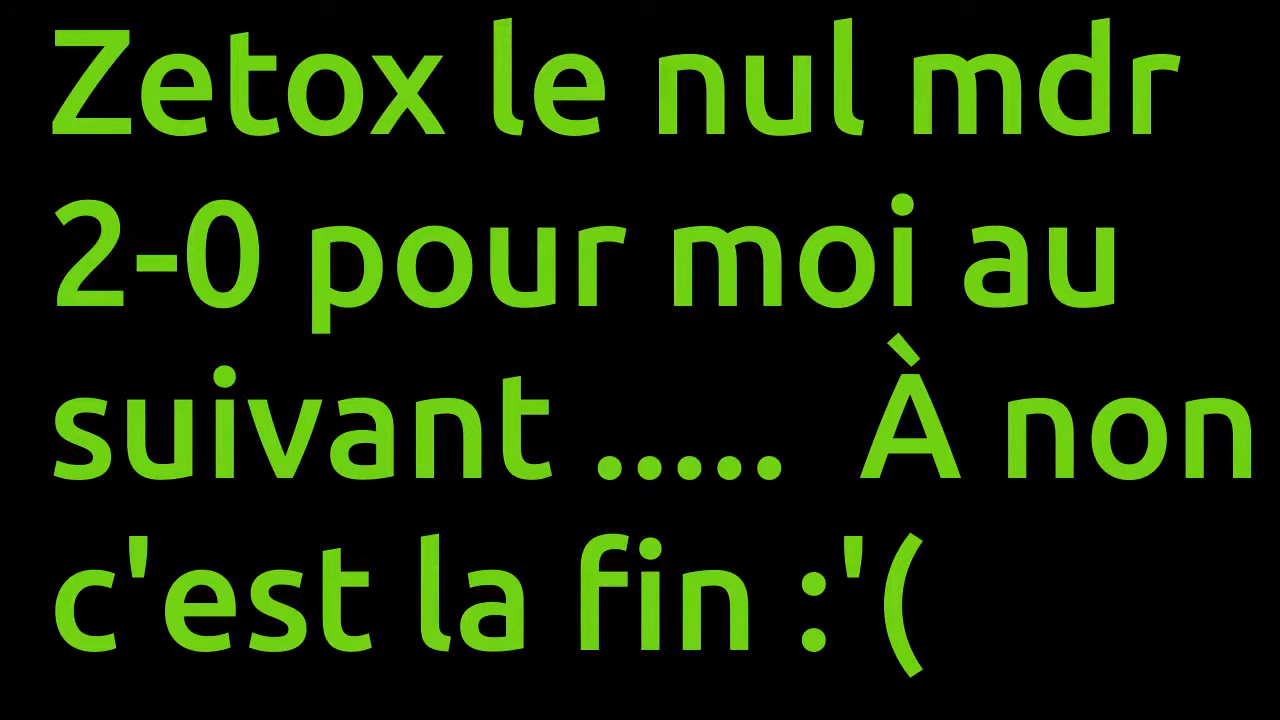 Zetox le nul mdr
2-0 pour moi au
suivant .....  À non
c'est la fin :'(